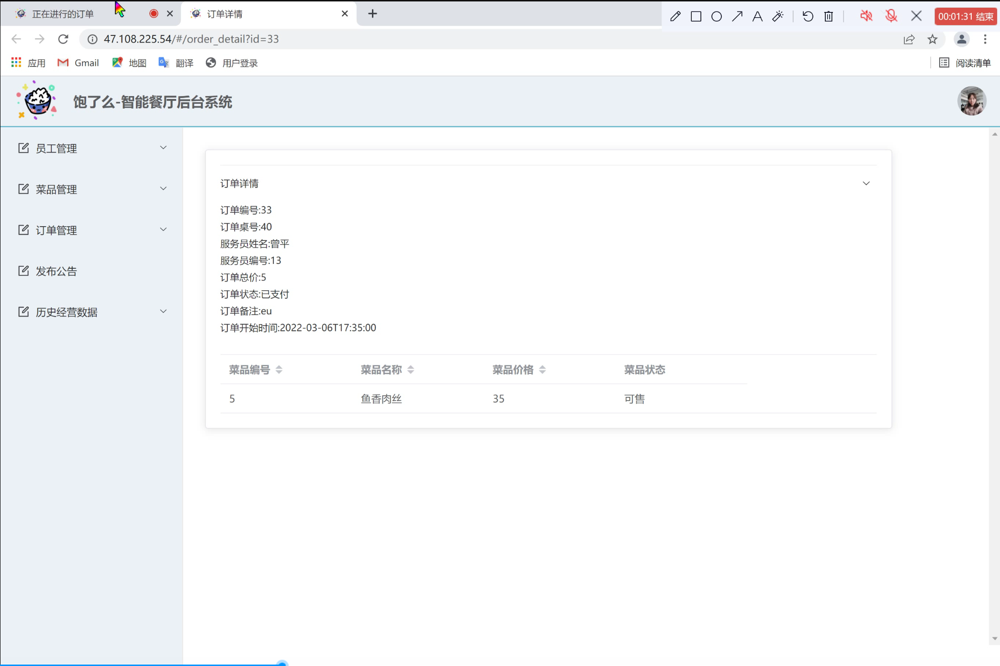 正在进行的订单
订单详情
00:01:31 结束
47.108.225.54/#/order_detail?id=33
应用
Gmail
地图
翻译
用户登录
阅读清单
饱了么-智能餐厅后台系统
员工管理
菜品管理
订单管理
发布公告
历史经营数据
订单详情
订单编号:33
订单桌号:40
服务员姓名:曾平
服务员编号:13
订单总价:5
订单状态:已支付
订单备注:eu
订单开始时间:2022-03-06T17:35:00
菜品编号 菜品名称 菜品价格 菜品状态
5 鱼香肉丝 35 可售